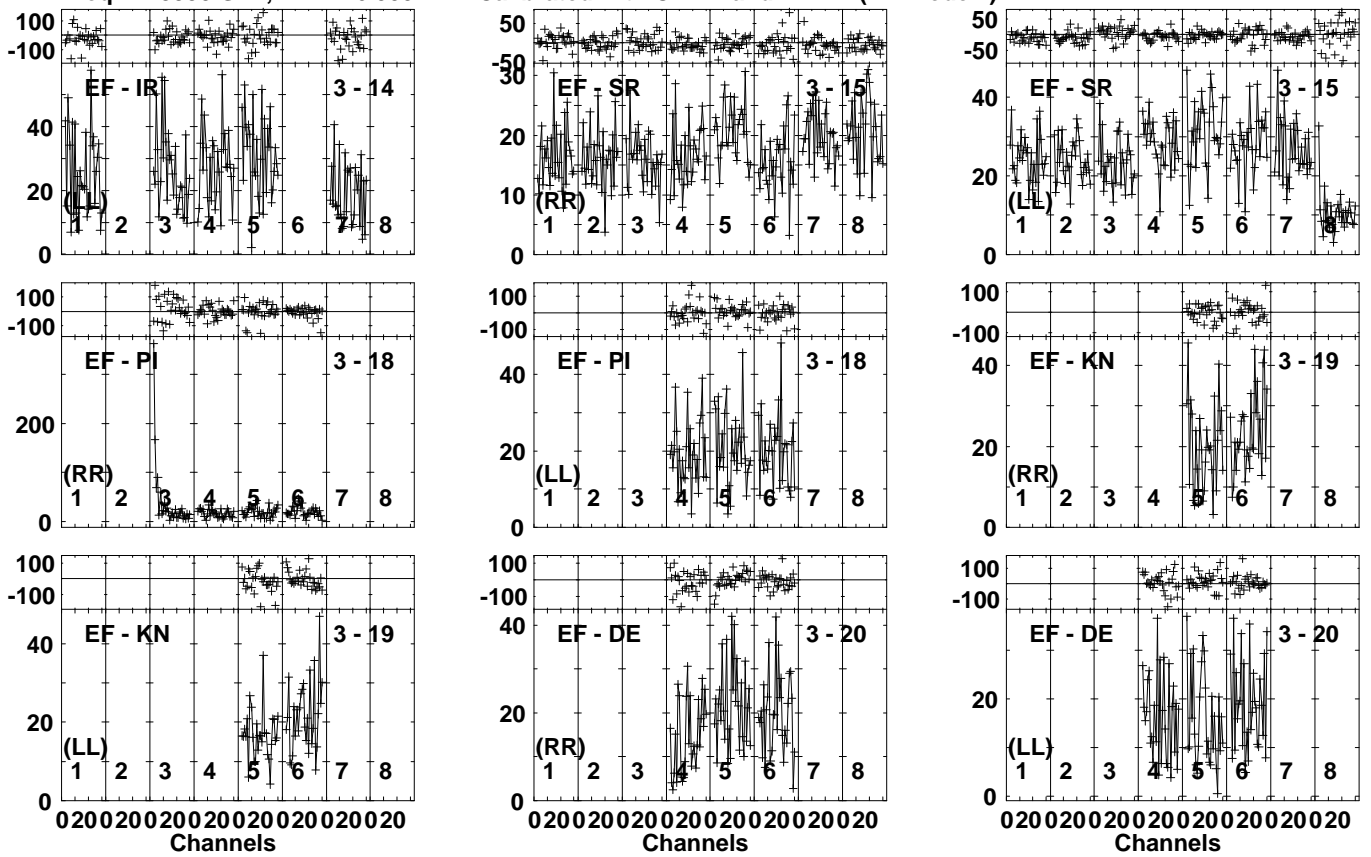 100
-100
EF - IR 3 - 14
40
20
0
(LL)
1 2 3 4 5 6 7 8
50
-50
30
EF - SR 3 - 15
20
10
0
(RR)
1 2 3 4 5 6 7 8
50
-50
EF - SR 3 - 15
40
20
0
(LL)
1 2 3 4 5 6 7 8
100
-100
EF - PI 3 - 18
200
0
(RR)
1 2 3 4 5 6 7 8
100
-100
EF - PI 3 - 18
40
20
0
(LL)
1 2 3 4 5 6 7 8
100
-100
EF - KN 3 - 19
40
20
0
(RR)
1 2 3 4 5 6 7 8
100
-100
EF - KN 3 - 19
40
20
0
(LL)
1 2 3 4 5 6 7 8
020020020020020020020020
Channels
100
-100
EF - DE 3 - 20
40
20
0
(RR)
1 2 3 4 5 6 7 8
020020020020020020020020
Channels
100
-100
EF - DE 3 - 20
20
0
(LL)
1 2 3 4 5 6 7 8
020020020020020020020020
Channels